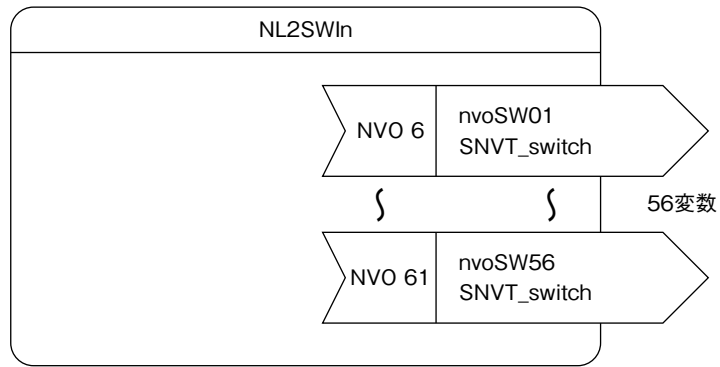 NL2SWIn
NVO 6
nvoSW01
SNVT_switch
56変数
NVO 61
nvoSW56
SNVT_switch